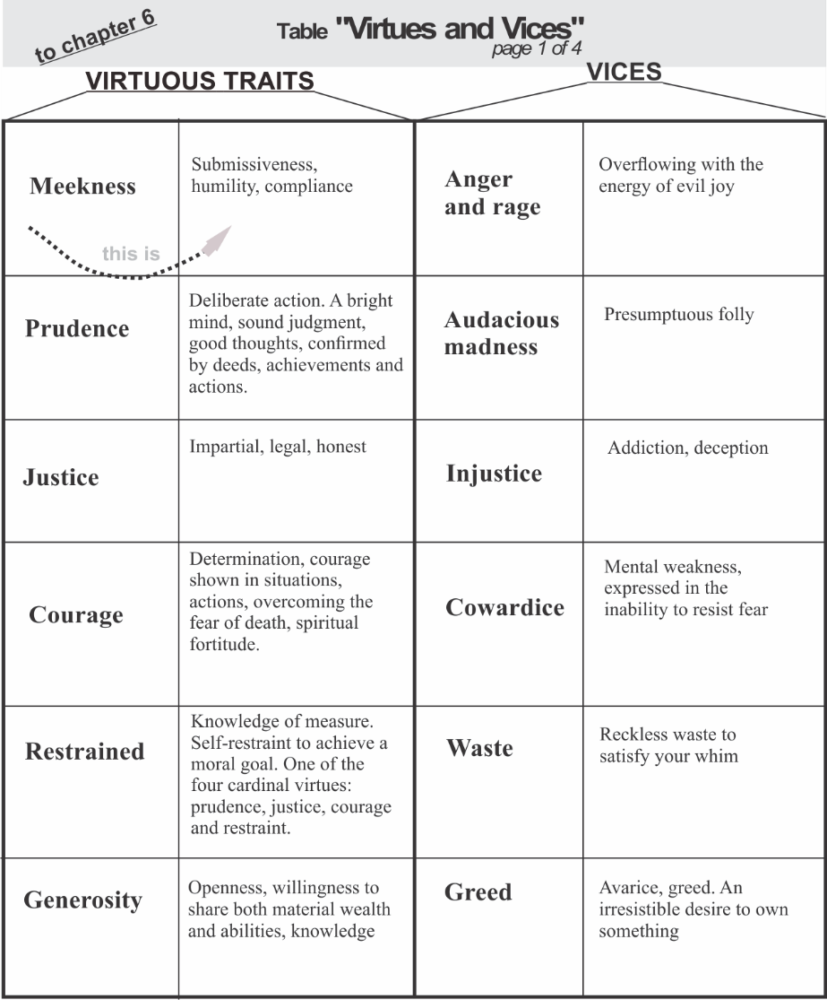 to chapter 6
Table "Virtues and Vices"
page 1 of 4
VIRTUOUS TRAITS
VICES
Meekness
Submissiveness,
humility, compliance
this is
Anger
and rage
Overflowing with the
energy of evil joy
Prudence
Deliberate action. A bright
mind, sound judgment,
good thoughts, confirmed
by deeds, achievements and
actions.
Audacious
madness
Presumptuous folly
Justice
Impartial, legal, honest
Injustice
Addiction, deception
Courage
Determination, courage
shown in situations,
actions, overcoming the
fear of death, spiritual
fortitude.
Cowardice
Mental weakness,
expressed in the
inability to resist fear
Restrained
Knowledge of measure.
Self-restraint to achieve a
moral goal. One of the
four cardinal virtues:
prudence, justice, courage
and restraint.
Waste
Reckless waste to
satisfy your whim
Generosity
Openness, willingness to
share both material wealth
and abilities, knowledge
Greed
Avarice, greed. An
irresistible desire to own
something